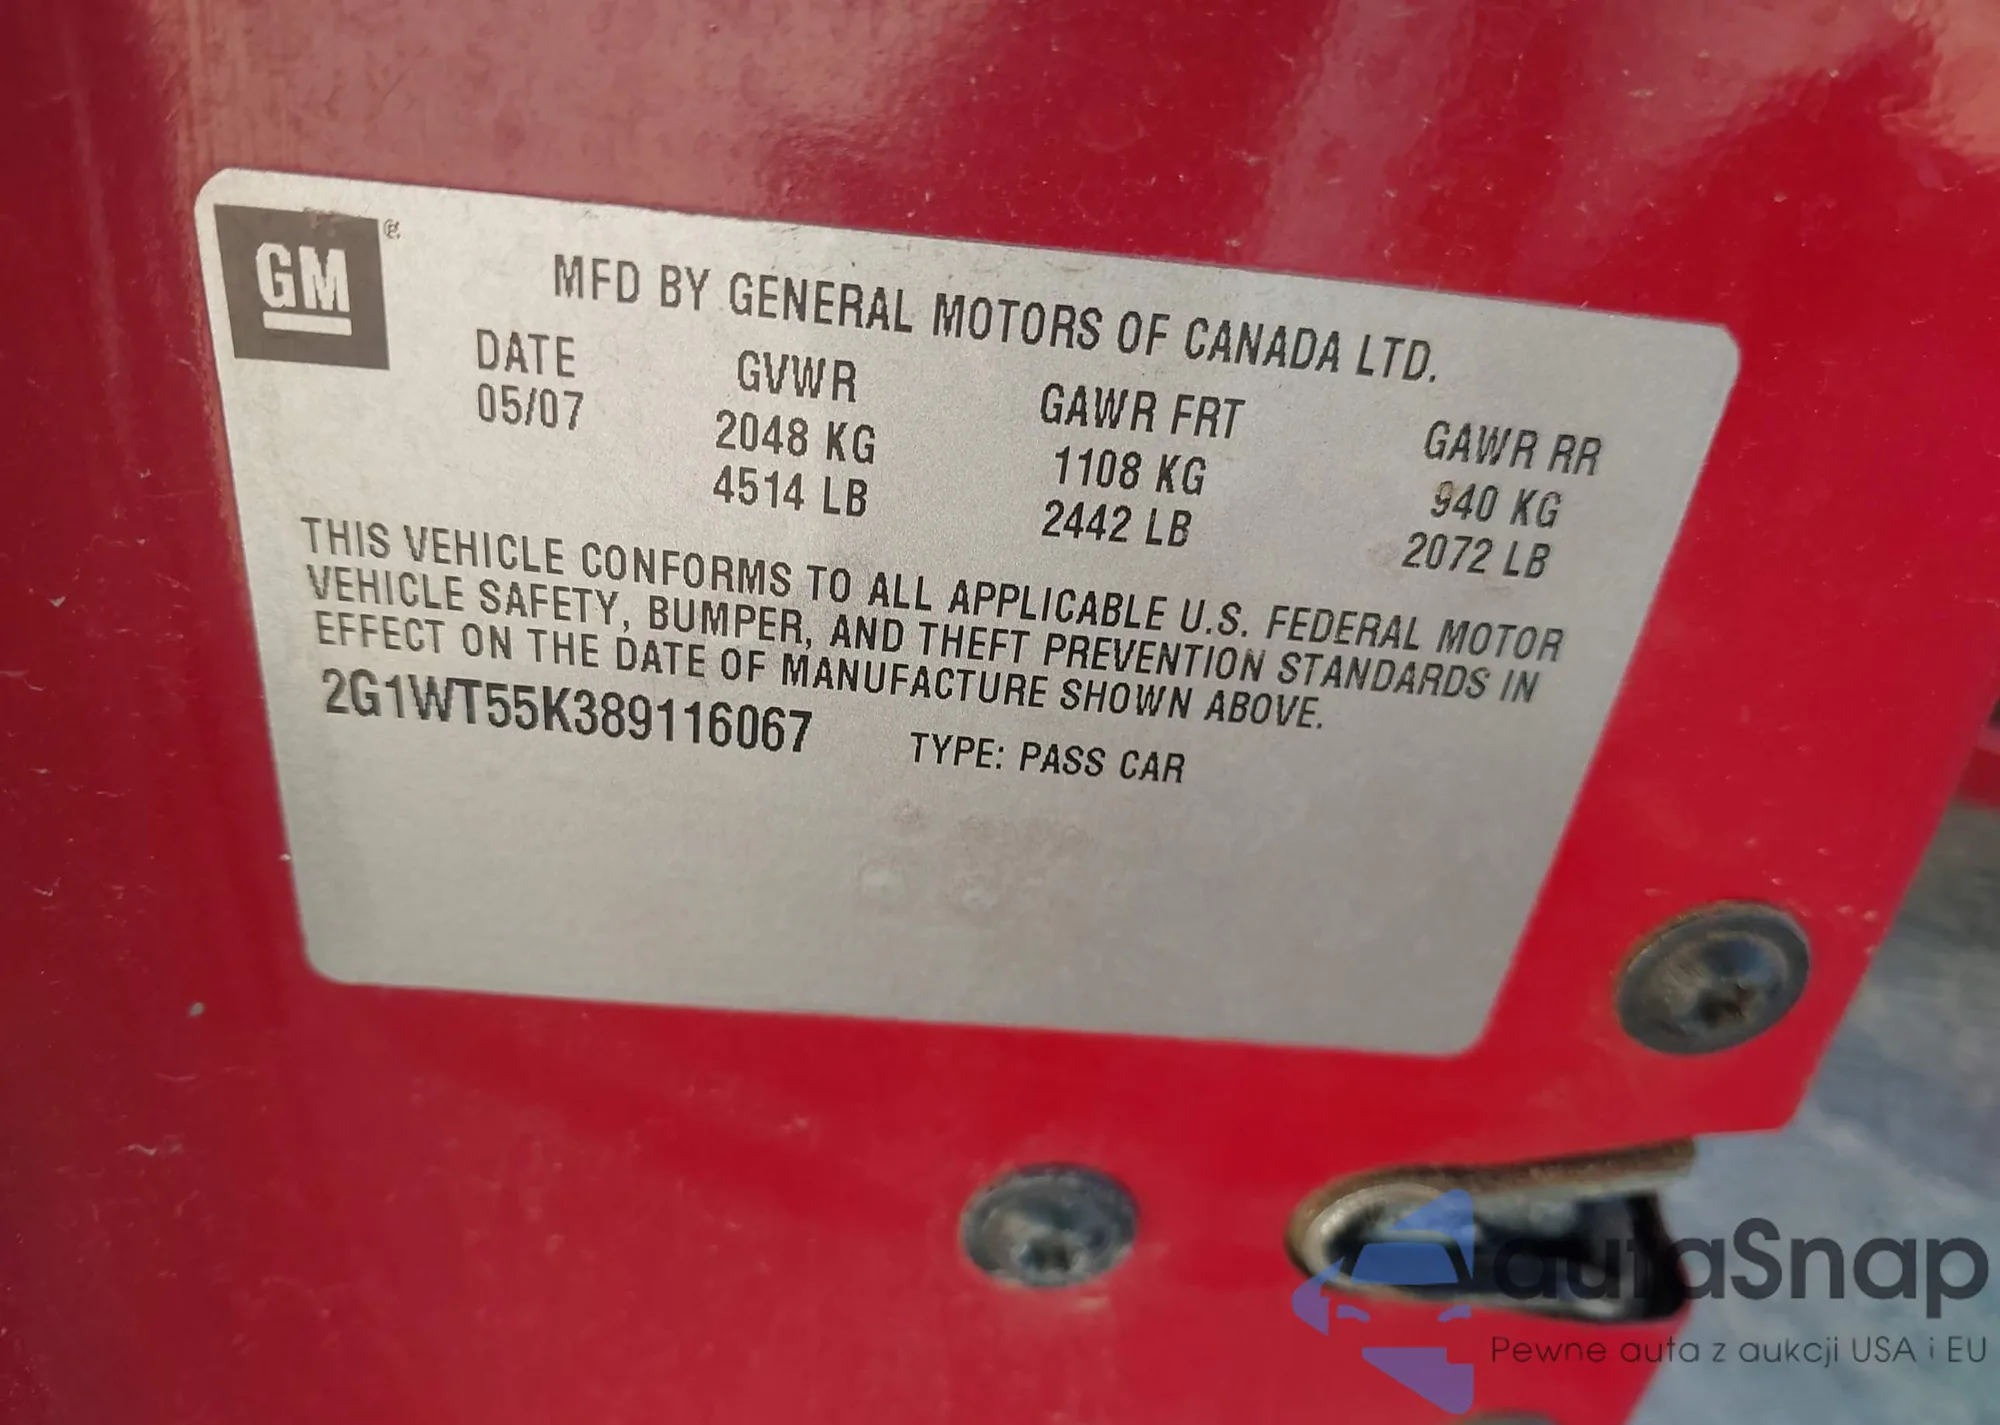 GM
MFD BY GENERAL MOTORS OF CANADA LTD.
DATE GVWR GAWR FRT GAWR RR
05/07 2048 KG 1108 KG 940 KG
4514 LB 2442 LB 2072 LB
THIS VEHICLE CONFORMS TO ALL APPLICABLE U.S. FEDERAL MOTOR
VEHICLE SAFETY, BUMPER, AND THEFT PREVENTION STANDARDS IN
EFFECT ON THE DATE OF MANUFACTURE SHOWN ABOVE.
2G1WT55K389116067 TYPE: PASS CAR
autaSnap
Pewne auta z aukcji USA i EU